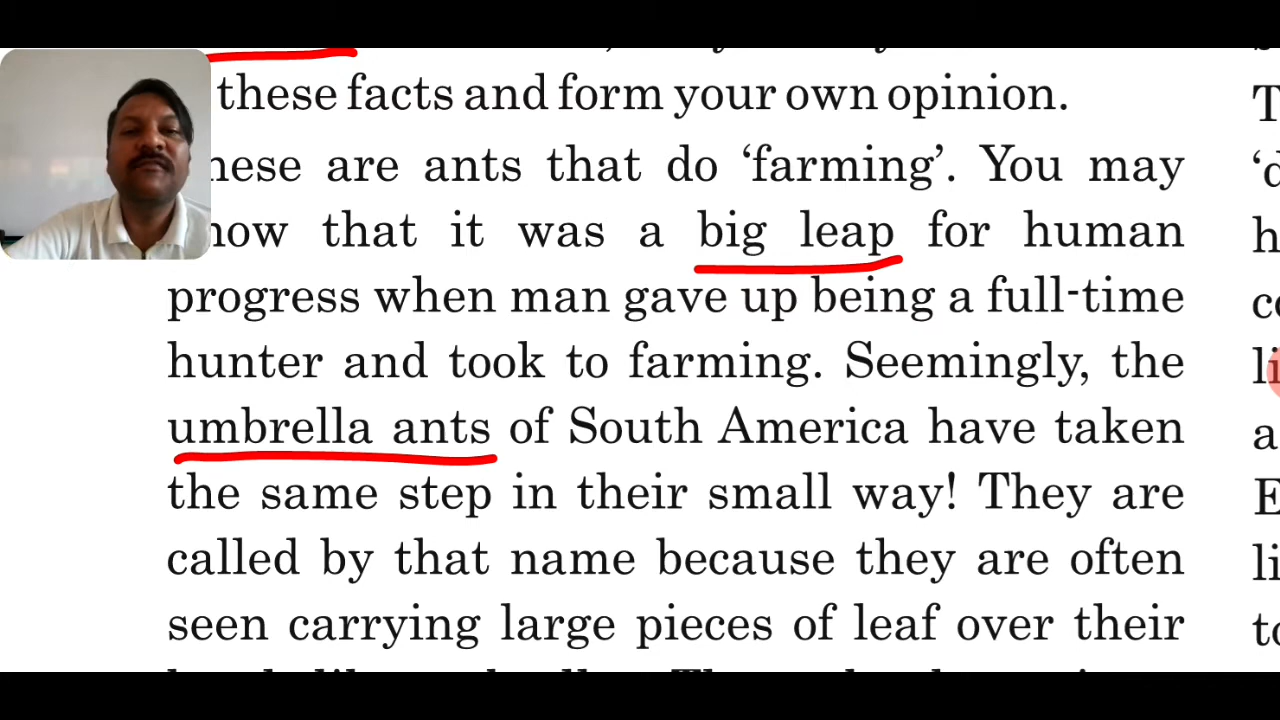 these facts and form your own opinion.
are ants that do ‘farming’. You may
that it was a big leap for human
progress when man gave up being a full-time
hunter and took to farming. Seemingly, the
umbrella ants of South America have taken
the same step in their small way! They are
called by that name because they are often
seen carrying large pieces of leaf over their